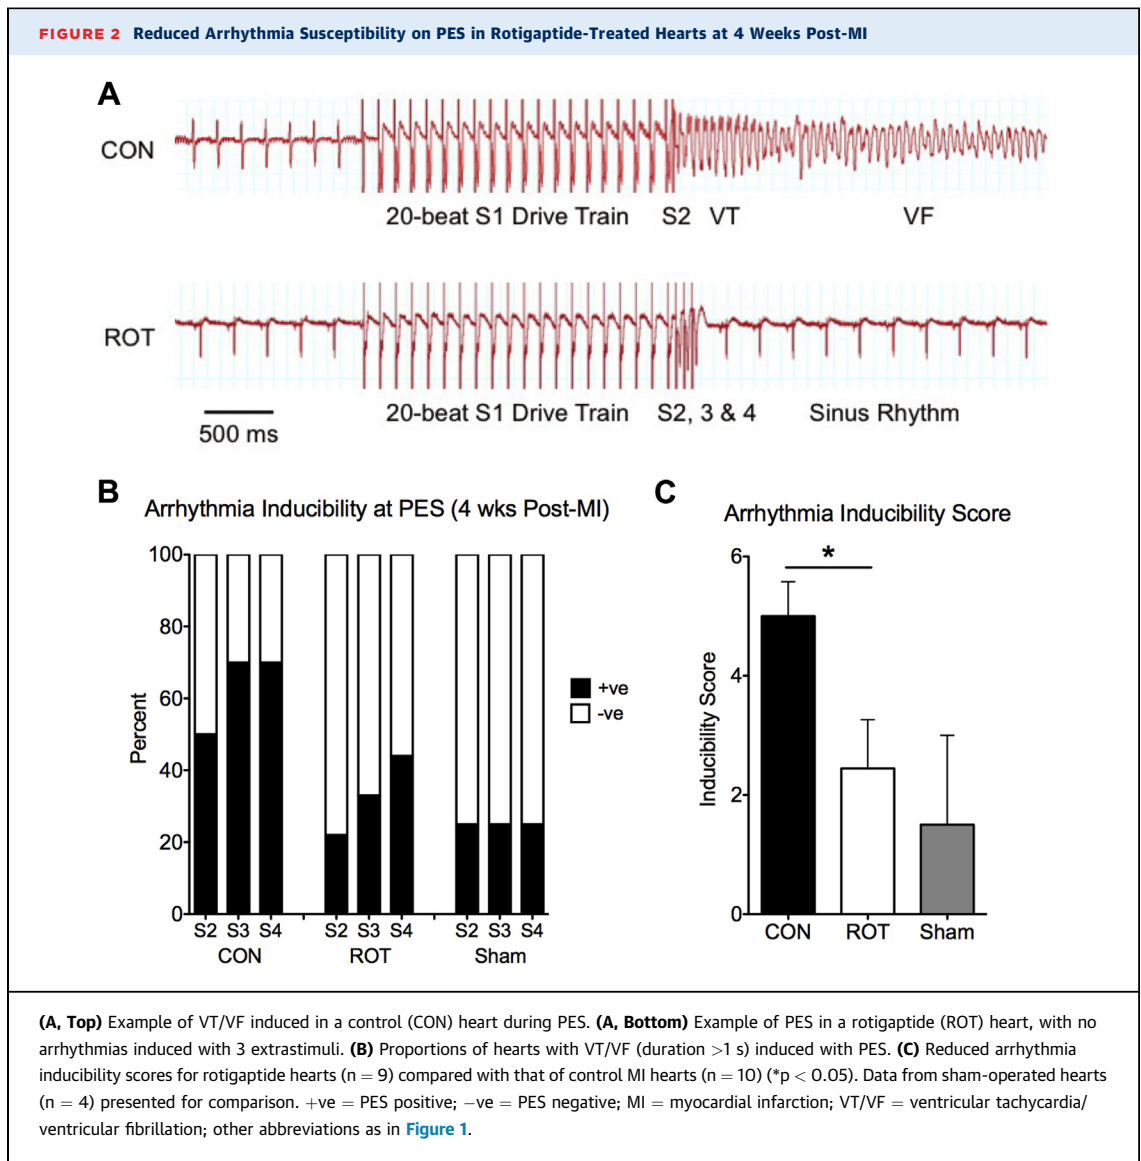 FIGURE 2 Reduced Arrhythmia Susceptibility on PES in Rotigaptide-Treated Hearts at 4 Weeks Post-MI
A
CON
20-beat S1 Drive Train S2 VT VF
ROT
20-beat S1 Drive Train S2, 3 & 4 Sinus Rhythm
500 ms
B
Arrhythmia Inducibility at PES (4 wks Post-MI)
100
80
60
40
20
0
Percent
S2 S3 S4 S2 S3 S4 S2 S3 S4
CON ROT Sham
+ve
-ve
C
Arrhythmia Inducibility Score
*
6
4
2
0
Inducibility Score
CON ROT Sham
(A, Top) Example of VT/VF induced in a control (CON) heart during PES. (A, Bottom) Example of PES in a rotigaptide (ROT) heart, with no
arrhythmias induced with 3 extrastimuli. (B) Proportions of hearts with VT/VF (duration >1 s) induced with PES. (C) Reduced arrhythmia
inducibility scores for rotigaptide hearts (n = 9) compared with that of control MI hearts (n = 10) (*p < 0.05). Data from sham-operated hearts
(n = 4) presented for comparison. +ve = PES positive; −ve = PES negative; MI = myocardial infarction; VT/VF = ventricular tachycardia/
ventricular fibrillation; other abbreviations as in Figure 1.